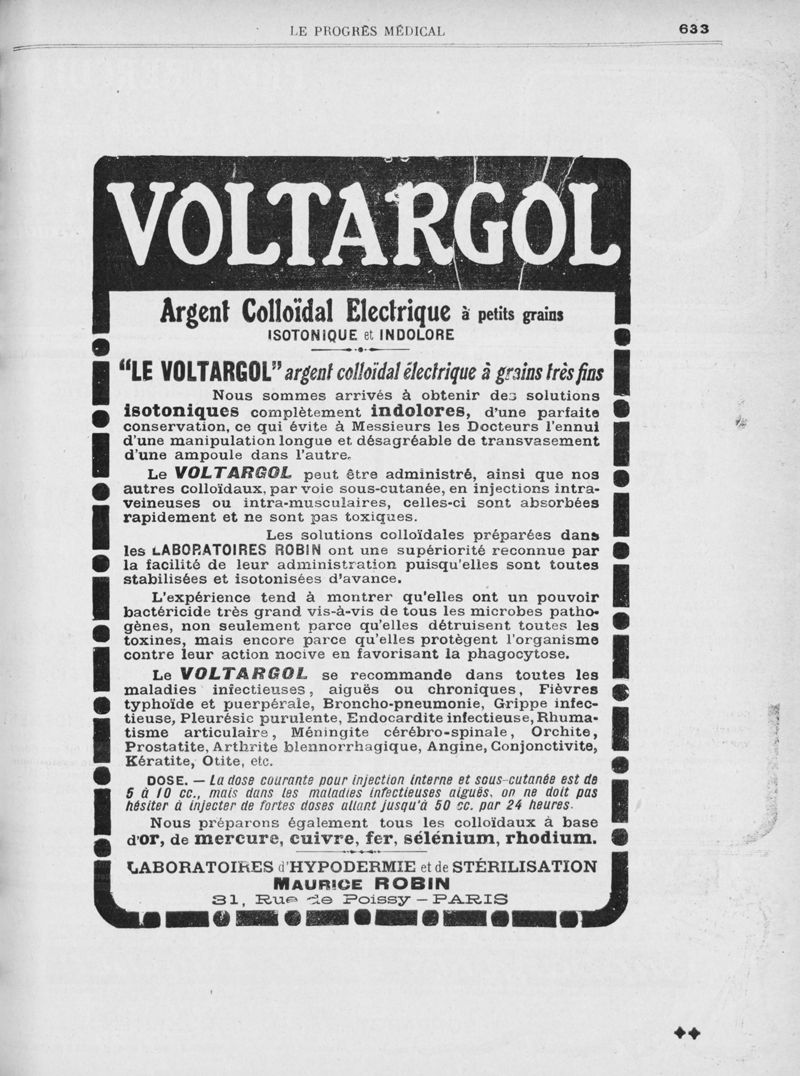 LE PROGRÈS MÉDICAL
633
VOLTARGOL
Argent Colloïdal Electrique à petits grains
ISOTONIQUE et INDOLORE
“LE VOLTARGOL” argent colloïdal électrique à grains très fins
Nous sommes arrivés à obtenir des solutions
isotoniques complètement indolores, d'une parfaite
conservation, ce qui évite à Messieurs les Docteurs l'ennui
d'une manipulation longue et désagréable de transvasement
d'une ampoule dans l'autre.
Le VOLTARGOL peut être administré, ainsi que nos
autres colloïdaux, par voie sous-cutanée, en injections intra-
veineuses ou intra-musculaires, celles-ci sont absorbées
rapidement et ne sont pas toxiques.
Les solutions colloïdales préparées dans
les LABORATOIRES ROBIN ont une supériorité reconnue par
la facilité de leur administration puisqu'elles sont toutes
stabilisées et isotonisées d'avance.
L'expérience tend à montrer qu'elles ont un pouvoir
bactéricide très grand vis-à-vis de tous les microbes patho-
gènes, non seulement parce qu'elles détruisent toutes les
toxines, mais encore parce qu'elles protègent l'organisme
contre leur action nocive en favorisant la phagocytose.
Le VOLTARGOL se recommande dans toutes les
maladies infectieuses, aiguës ou chroniques, Fièvres
typhoïde et puerpérale, Broncho-pneumonie, Grippe infec-
tieuse, Pleurésic purulente, Endocardite infectieuse, Rhuma-
tisme articulaire, Méningite cérébro-spinale, Orchite,
Prostatite, Arthrite blennorrhagique, Angine, Conjonctivite,
Kératite, Otite, etc.
DOSE. — La dose courante pour injection interne et sous-cutanée est de
5 à 10 cc., mais dans les maladies infectieuses aiguës, on ne doit pas
hésiter à injecter de fortes doses allant jusqu'à 50 cc. par 24 heures.
Nous préparons également tous les colloïdaux à base
d'or, de mercure, cuivre, fer, sélénium, rhodium.
LABORATOIRES d'HYPODERMIE et de STÉRILISATION
MAURICE ROBIN
31, Rue de Poissy — PARIS